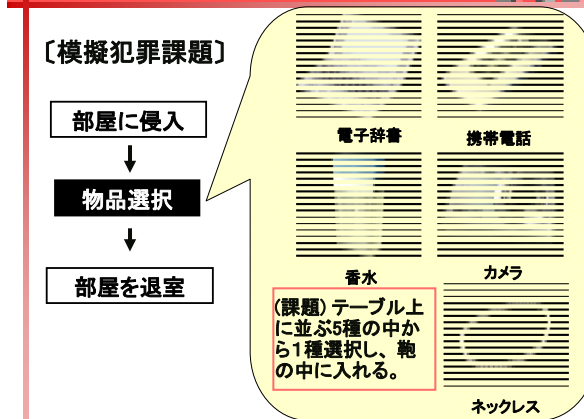 〔模擬犯罪課題〕
部屋に侵入
物品選択
部屋を退室
電子辞書
携帯電話
香水
カメラ
(課題) テーブル上
に並ぶ5種の中か
ら1種選択し、鞄
の中に入れる。
ネックレス